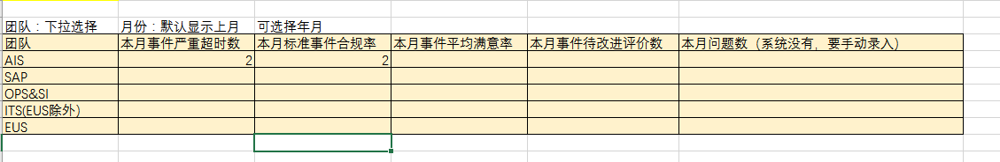 团队：下拉选择 月份：默认显示上月 可选择年月
团队 本月事件严重超时数 本月标准事件合规率 本月事件平均满意率 本月事件待改进评价数 本月问题数（系统没有，要手动录入）
AIS 2 2
SAP
OPS&SI
ITS(EUS除外）
EUS